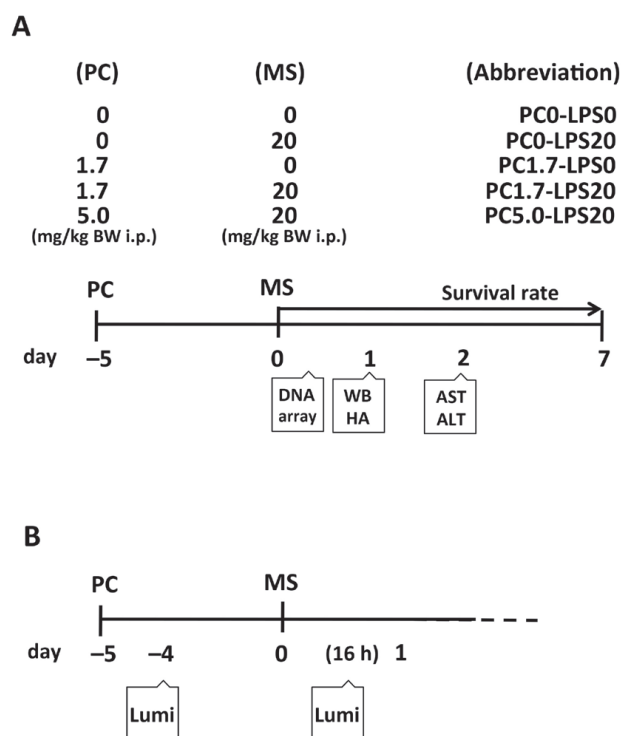 A
(PC) (MS) (Abbreviation)
0 0 PC0-LPS0
0 20 PC0-LPS20
1.7 0 PC1.7-LPS0
1.7 20 PC1.7-LPS20
5.0 20 PC5.0-LPS20
(mg/kg BW i.p.) (mg/kg BW i.p.)
PC MS Survival rate
day –5 0 1 2 7
DNA array
WB HA
AST ALT
B
PC MS
day –5 –4 0 (16 h) 1
Lumi Lumi